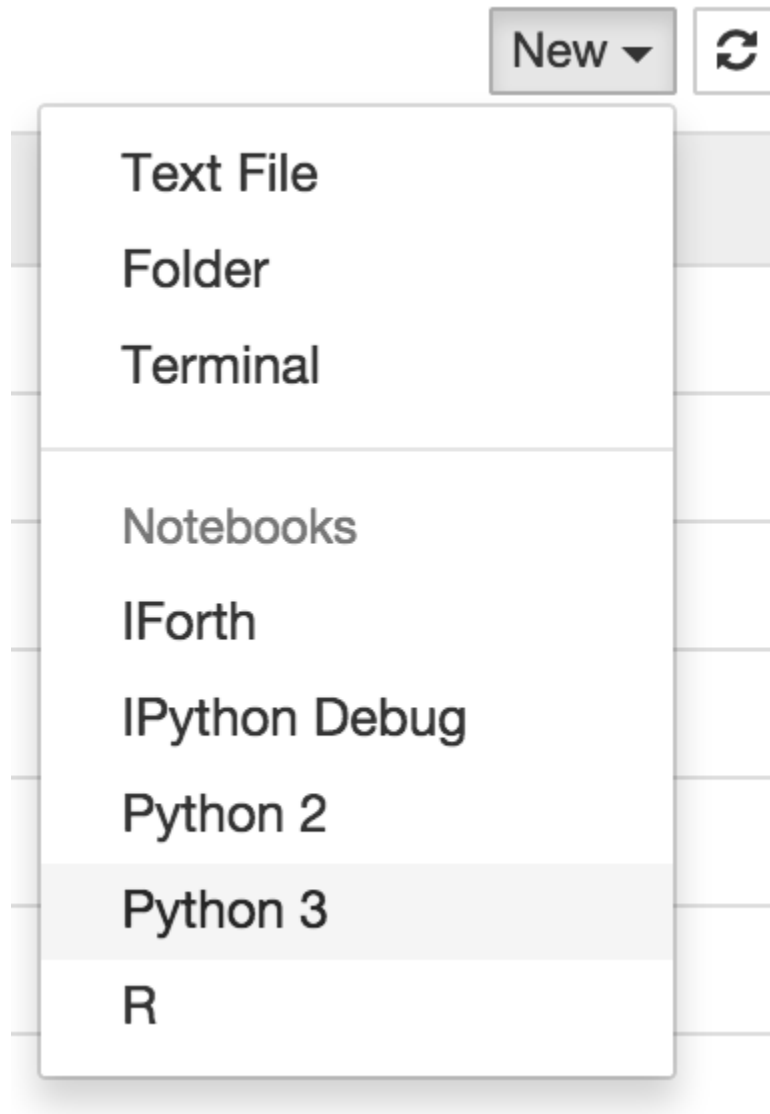 New
Text File
Folder
Terminal
Notebooks
IForth
IPython Debug
Python 2
Python 3
R